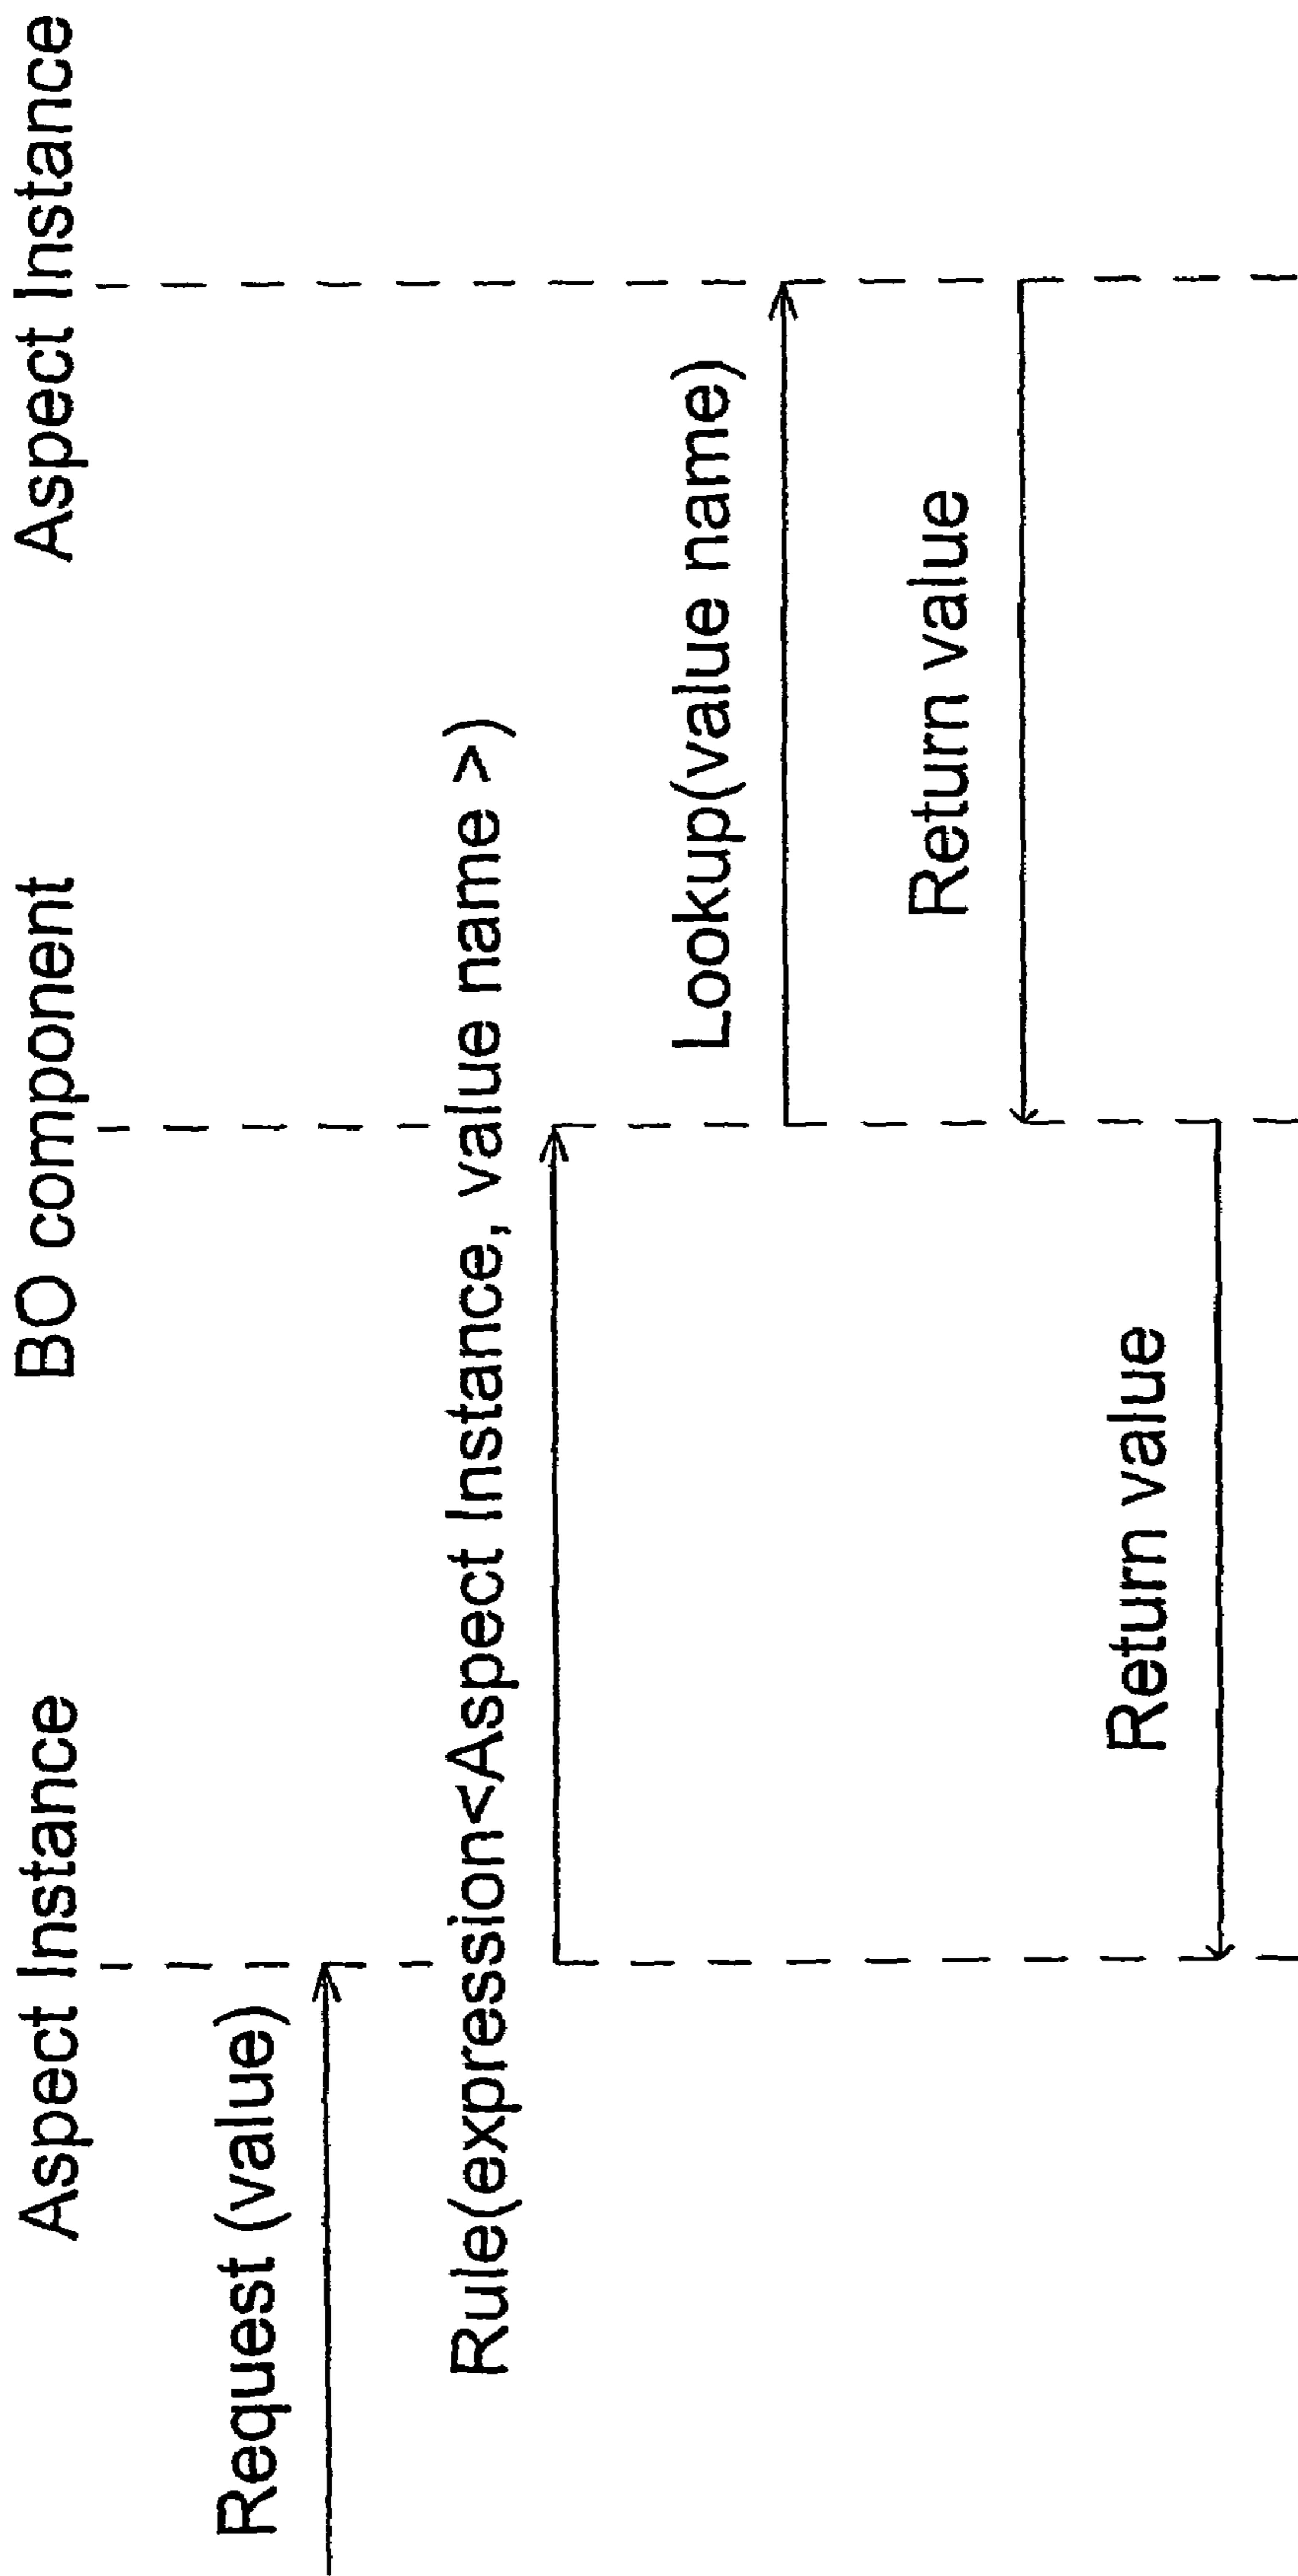 Aspect Instance
BO component
Aspect Instance
Request (value)
Rule(expression<Aspect Instance, value name >)
Lookup(value name)
Return value
Return value